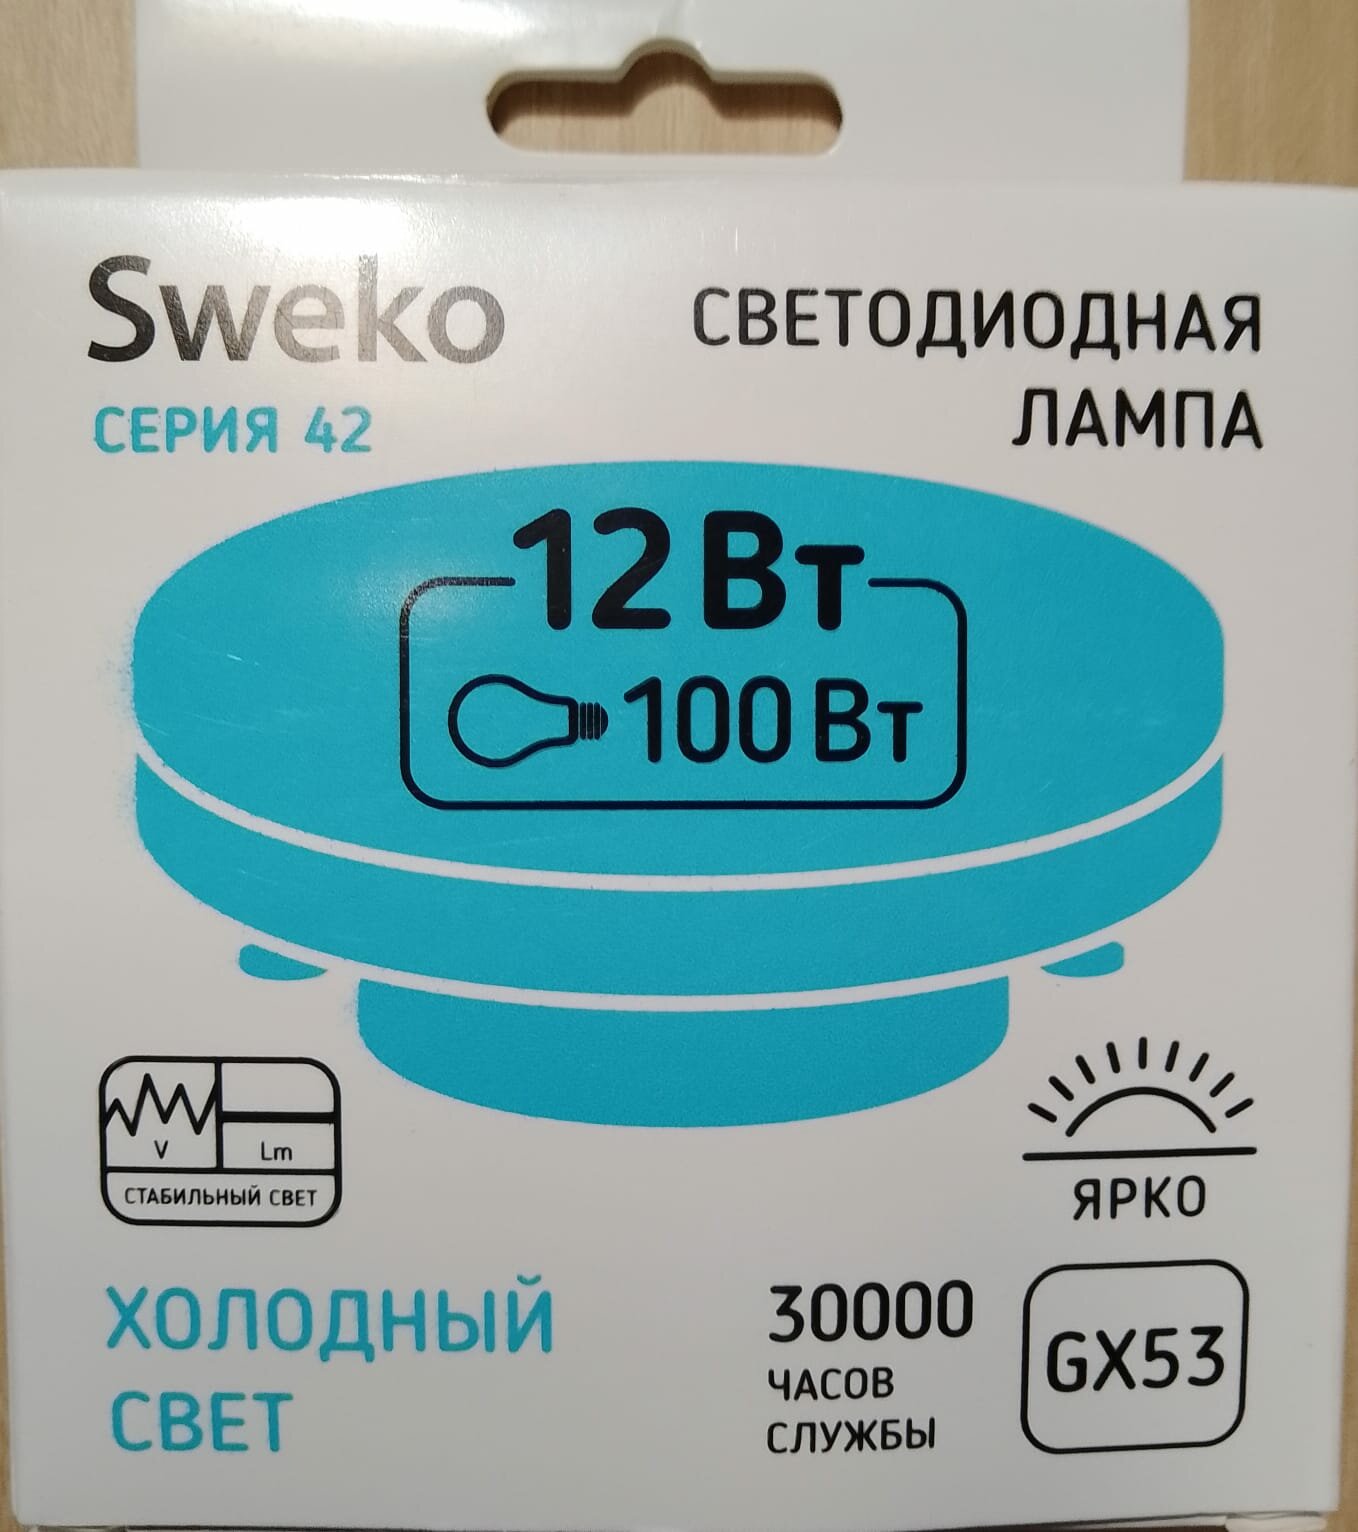 Sweko
СЕРИЯ 42
СВЕТОДИОДНАЯ
ЛАМПА
12 Вт
100 Вт
V
Lm
СТАБИЛЬНЫЙ СВЕТ
ЯРКО
ХОЛОДНЫЙ
СВЕТ
30000
ЧАСОВ
СЛУЖБЫ
GX53